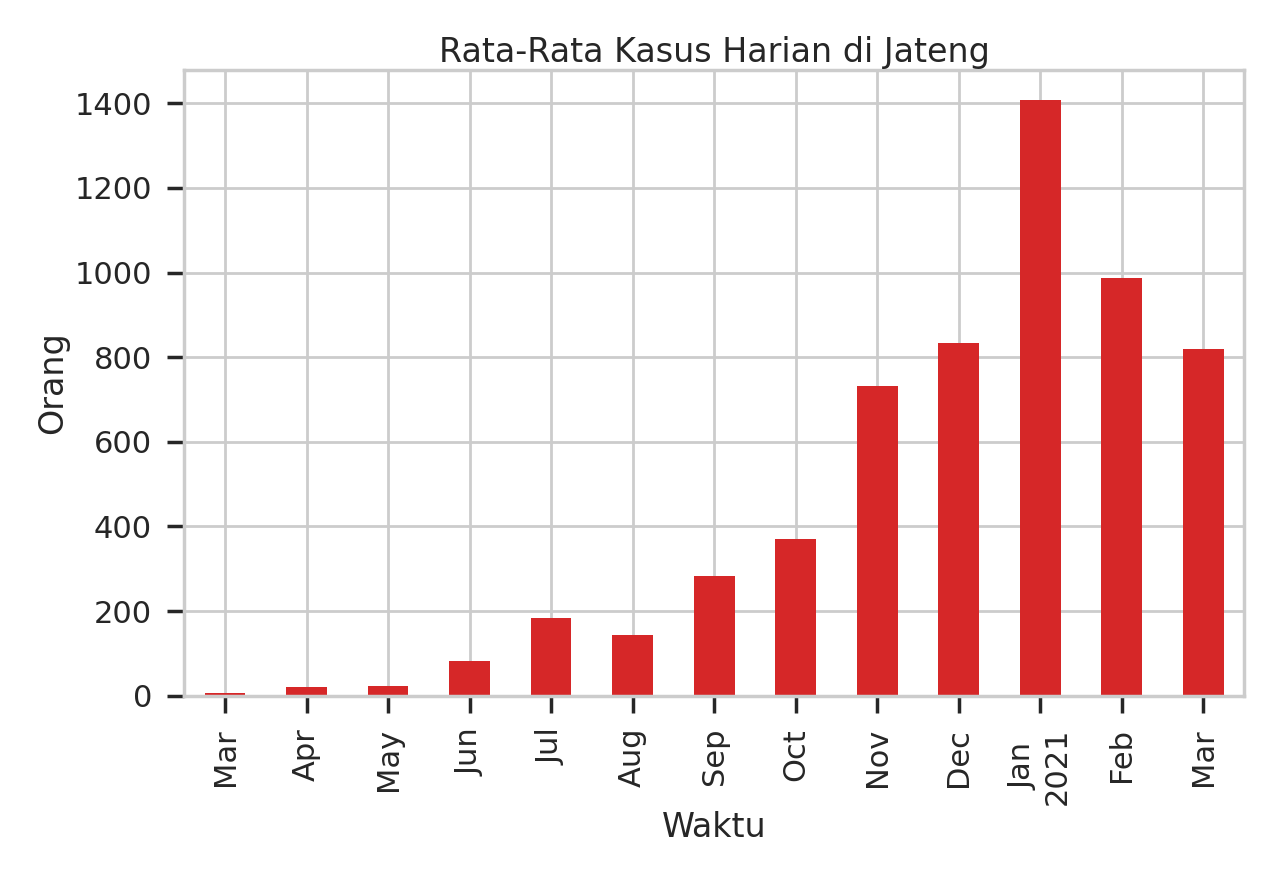 Rata-Rata Kasus Harian di Jateng
1400
1200
1000
800
600
400
200
0
Orang
Mar
Apr
May
Jun
Jul
Aug
Sep
Oct
Nov
Dec
Jan
2021
Feb
Mar
Waktu